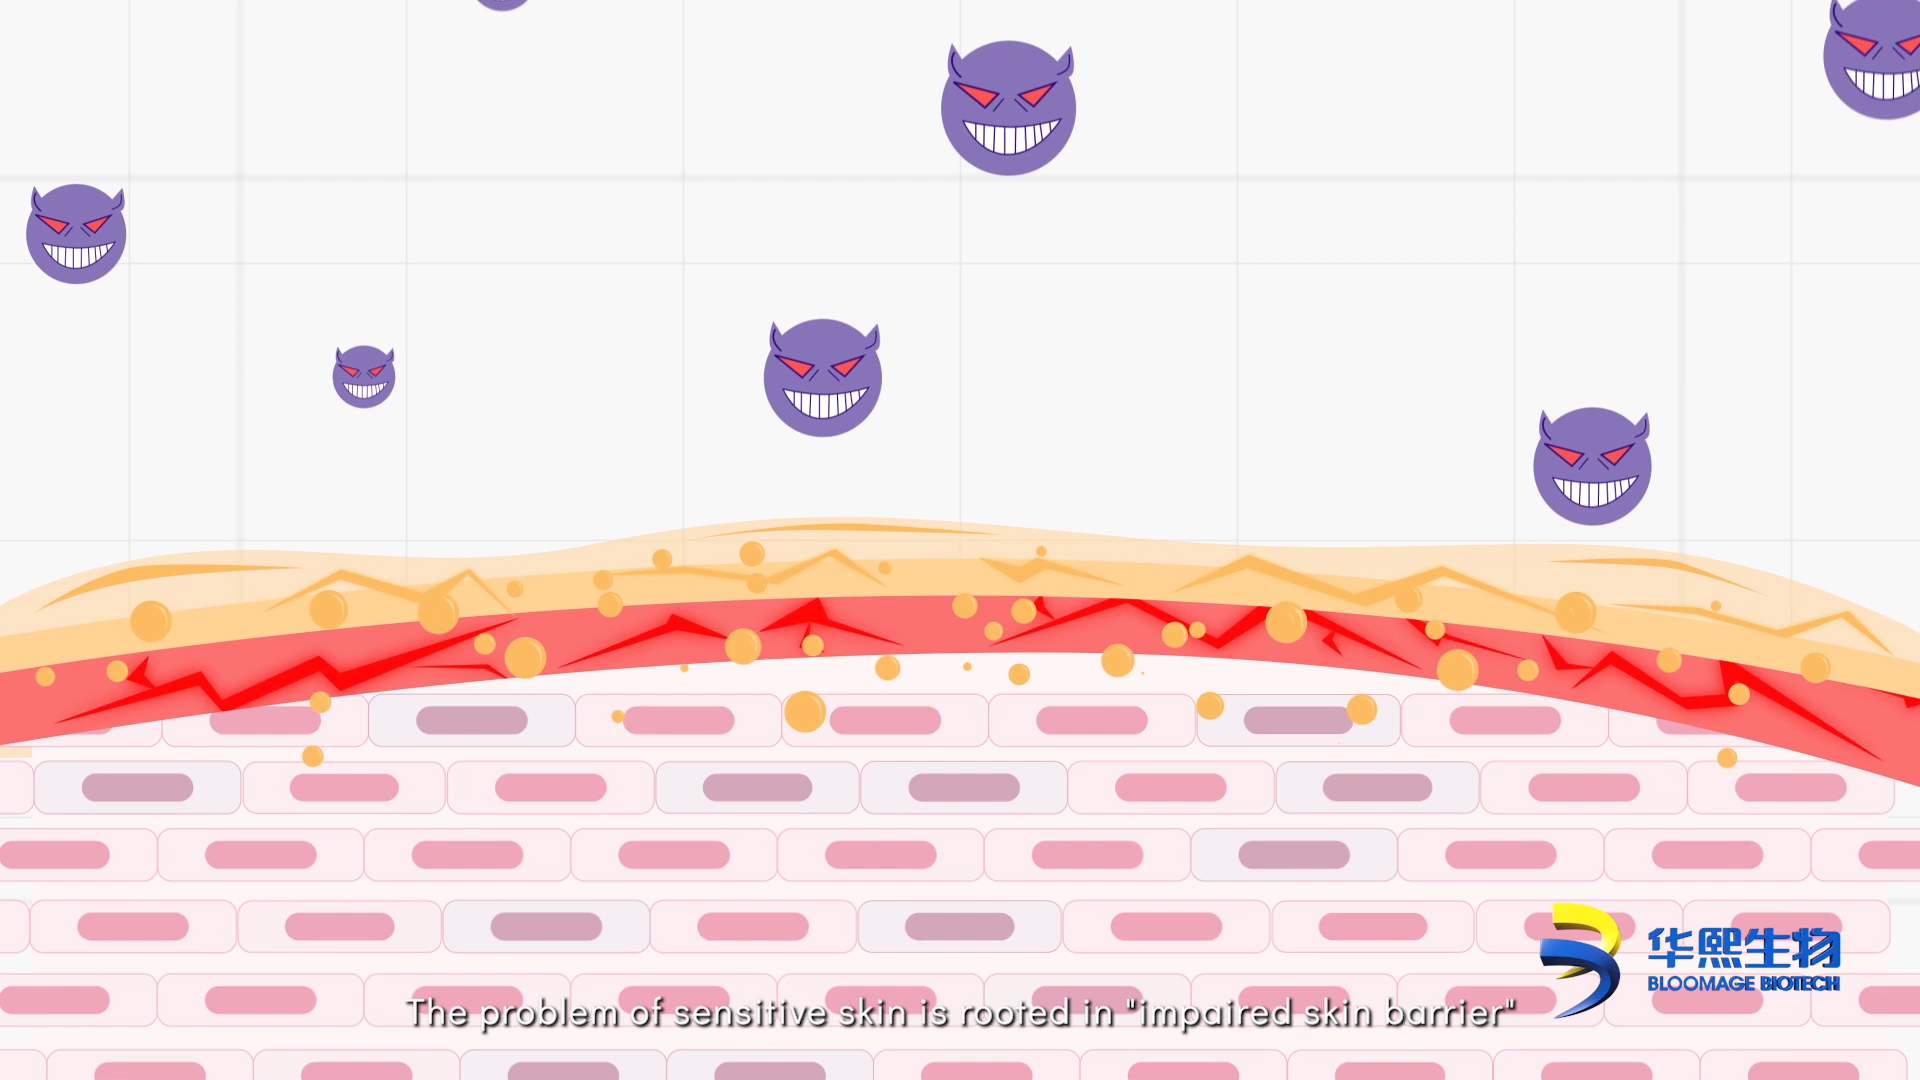 华熙生物
BLOOMAGE BIOTECH
The problem of sensitive skin is rooted in "impaired skin barrier"